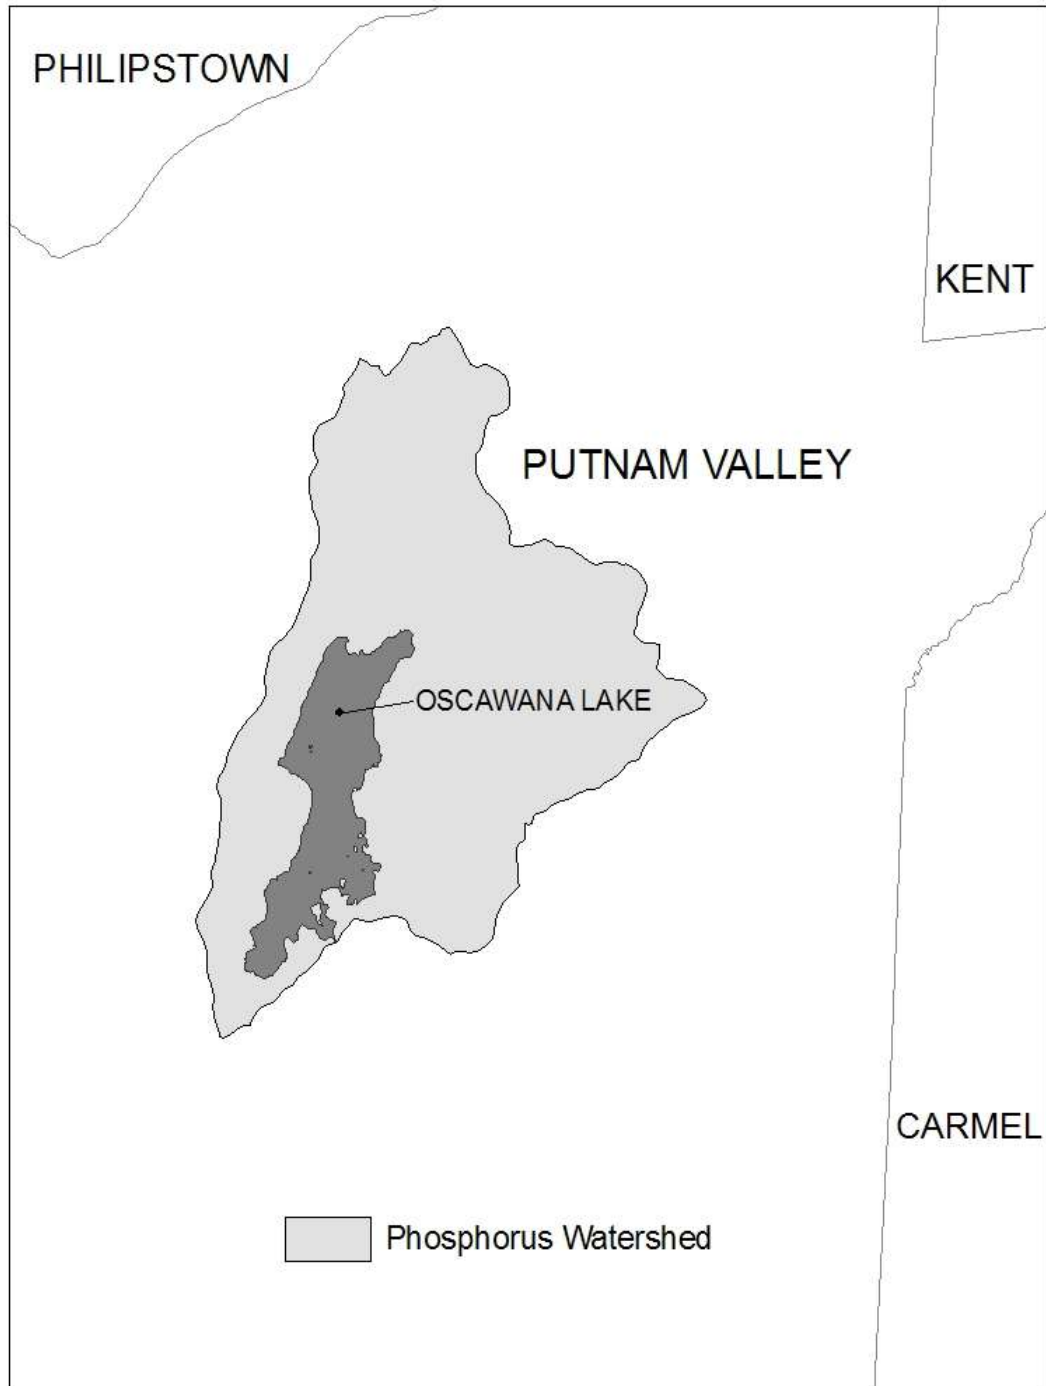 PHILIPSTOWN
KENT
PUTNAM VALLEY
OSCAWANA LAKE
CARMEL
Phosphorus Watershed